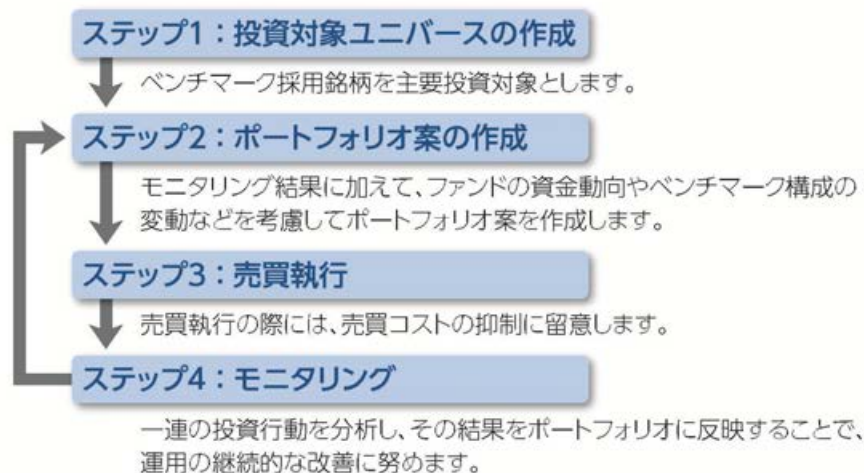 ステップ1：投資対象ユニバースの作成
ベンチマーク採用銘柄を主要投資対象とします。
ステップ2：ポートフォリオ案の作成
モニタリング結果に加えて、ファンドの資金動向やベンチマーク構成の
変動などを考慮してポートフォリオ案を作成します。
ステップ3：売買執行
売買執行の際には、売買コストの抑制に留意します。
ステップ4：モニタリング
一連の投資行動を分析し、その結果をポートフォリオに反映することで、
運用の継続的な改善に努めます。